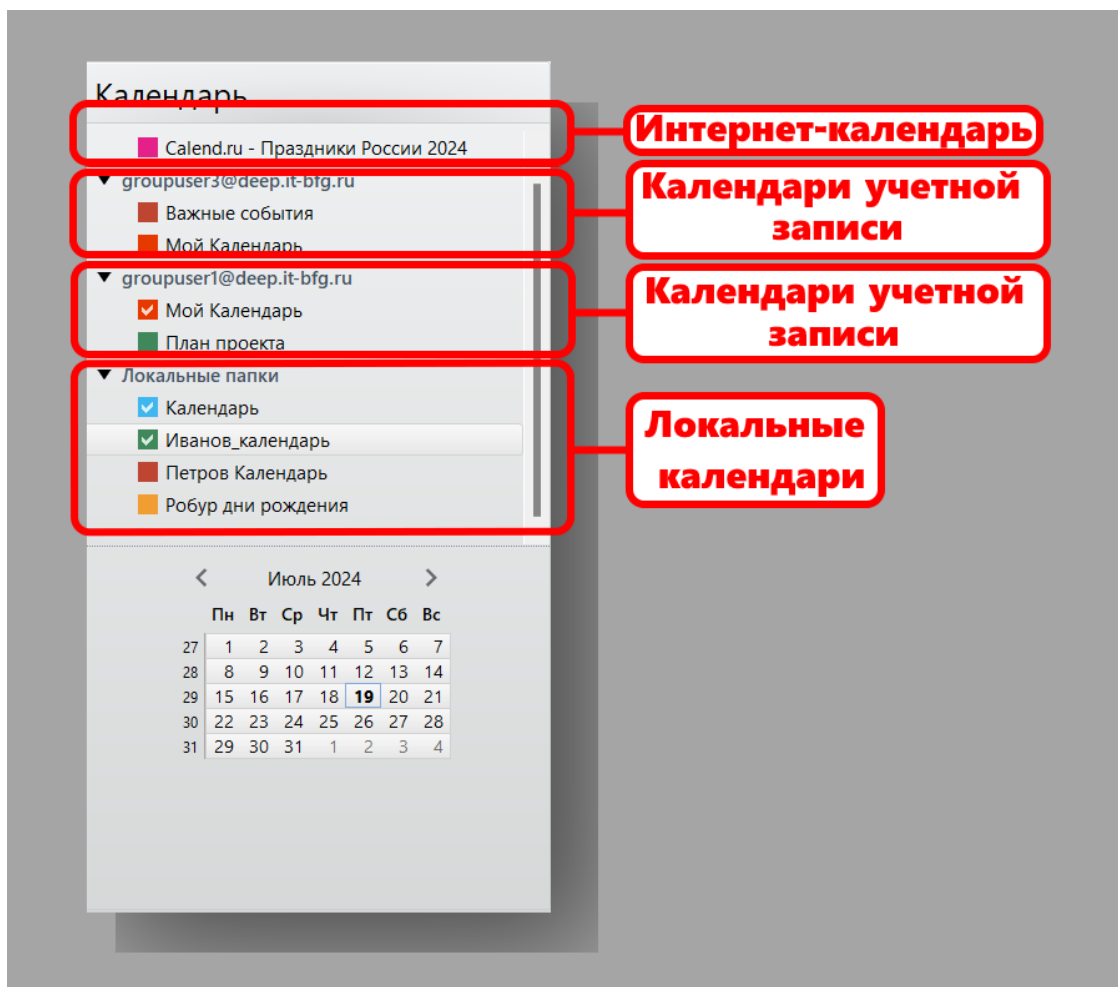 Календарь
Calend.ru - Праздники России 2024
groupuser3@deep.it-bfg.ru
Важные события
Мой Календарь
groupuser1@deep.it-bfg.ru
Мой Календарь
План проекта
Локальные папки
Календарь
Иванов_календарь
Петров Календарь
Робур дни рождения
Интернет-календарь
Календари учетной
записи
Календари учетной
записи
Локальные
календари
Июль 2024
Пн Вт Ср Чт Пт Сб Вс
27 1 2 3 4 5 6 7
28 8 9 10 11 12 13 14
29 15 16 17 18 19 20 21
30 22 23 24 25 26 27 28
31 29 30 31 1 2 3 4